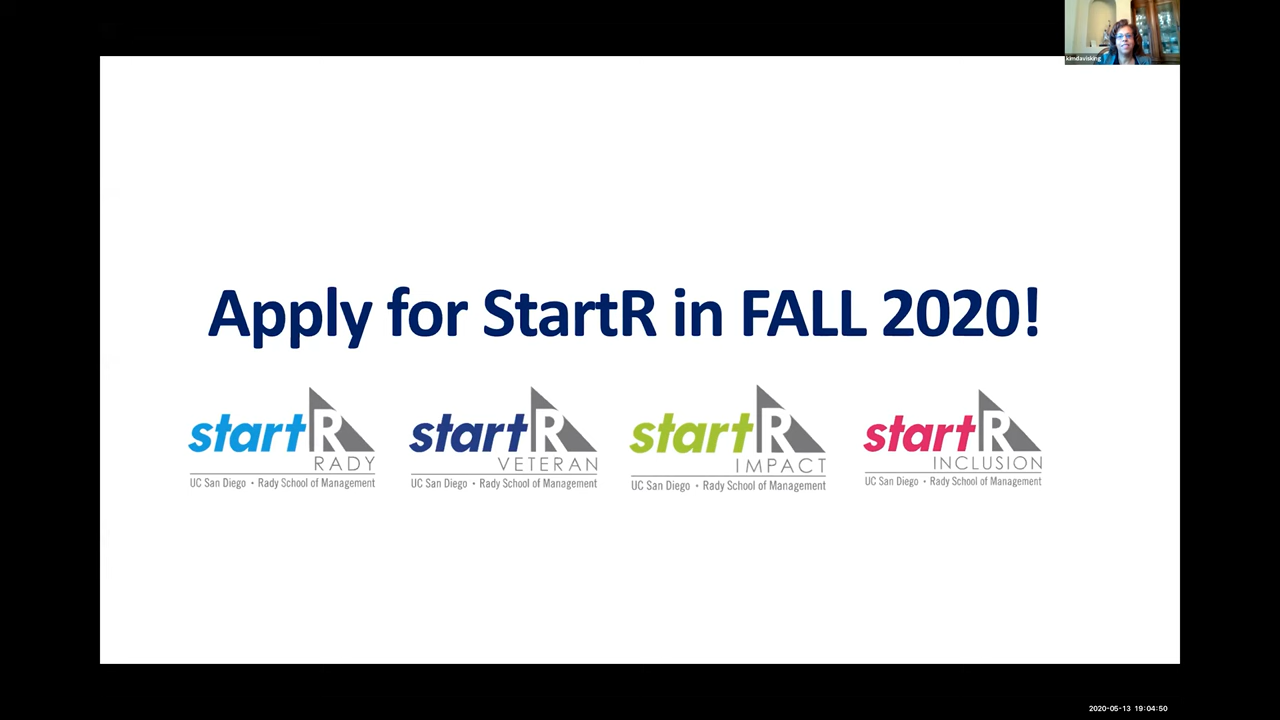 kimdavisking
Apply for StartR in FALL 2020!
startR
RADY
UC San Diego • Rady School of Management
startR
VETERAN
UC San Diego • Rady School of Management
startR
IMPACT
UC San Diego • Rady School of Management
startR
INCLUSION
UC San Diego • Rady School of Management
2020-05-13 19:04:50